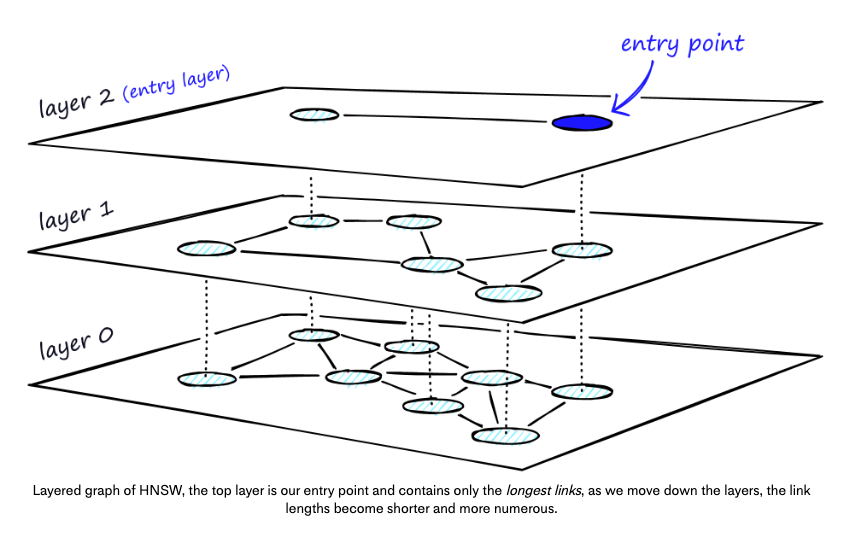 entry point
layer 2 (entry layer)
layer 1
layer 0
Layered graph of HNSW, the top layer is our entry point and contains only the longest links, as we move down the layers, the link
lengths become shorter and more numerous.